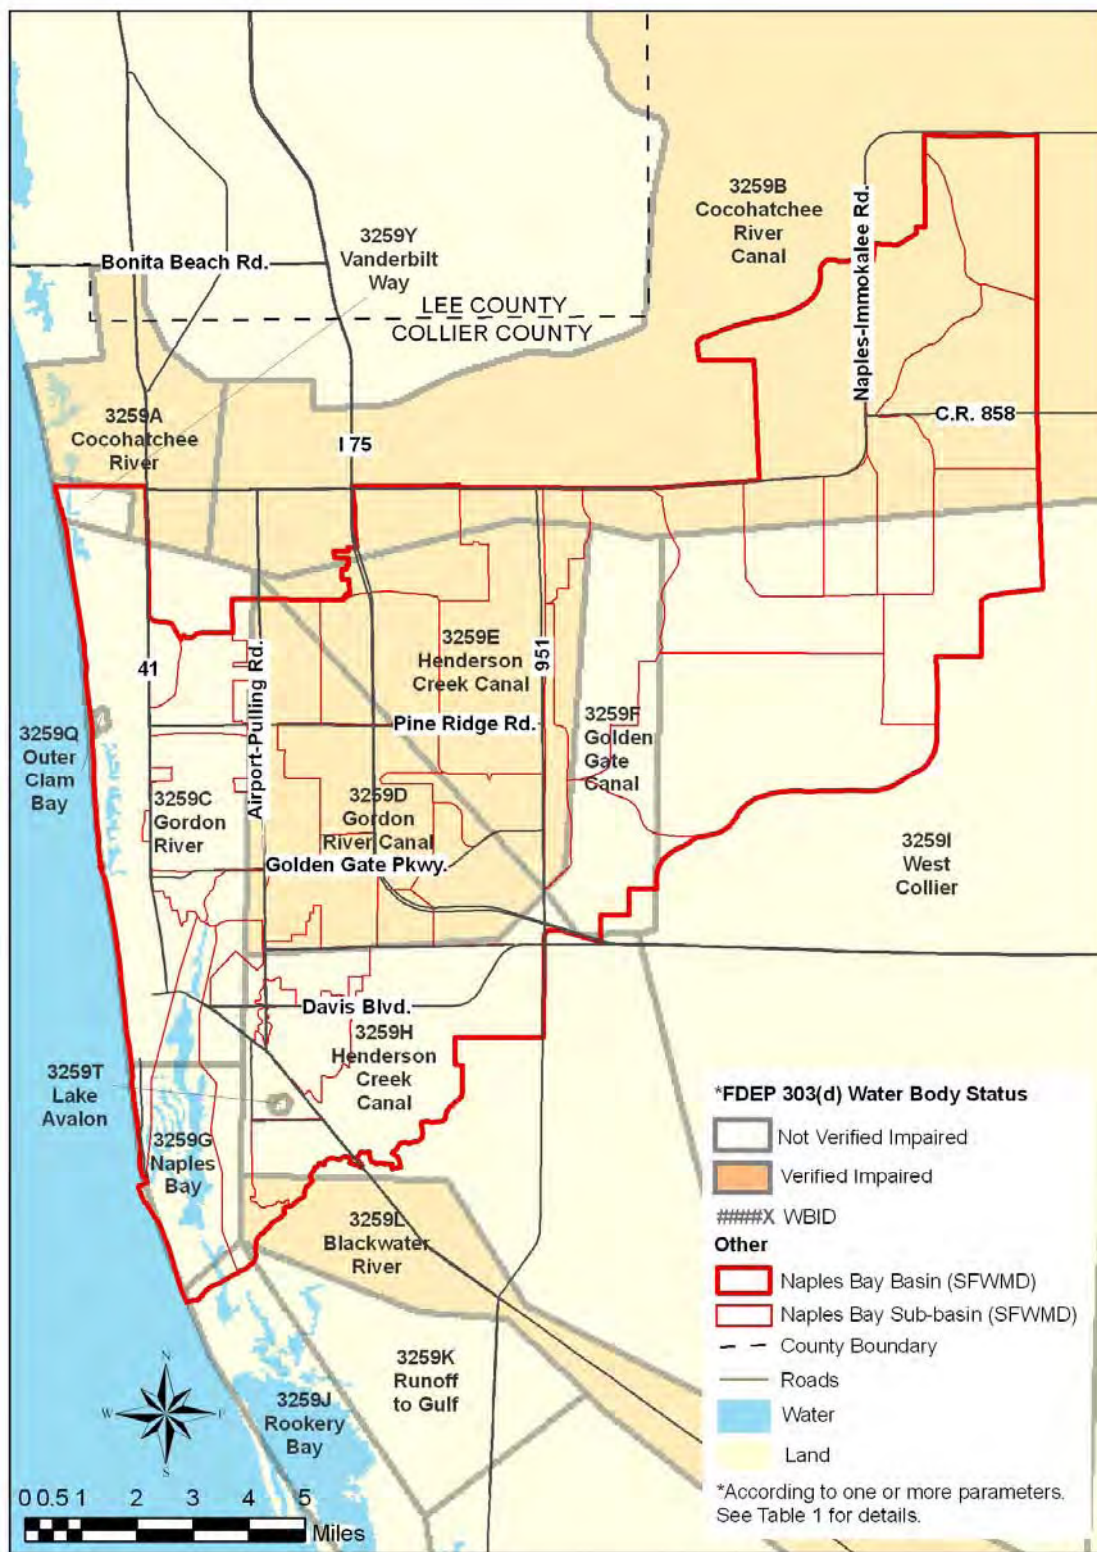 3259B
Cocohatchee
River
Canal
Naples-Immokalee Rd.
3259Y
Vanderbilt
Way
Bonita Beach Rd.
LEE COUNTY
COLLIER COUNTY
C.R. 858
3259A
Cocohatchee
River
I 75
3259E
Henderson
Creek Canal
951
41
Airport-Pulling Rd.
Pine Ridge Rd.
3259F
Golden
Gate
Canal
3259Q
Outer
Clam
Bay
3259C
Gordon
River
3259D
Gordon
River Canal
Golden Gate Pkwy.
3259I
West
Collier
Davis Blvd.
3259H
Henderson
Creek
Canal
3259T
Lake
Avalon
3259G
Naples
Bay
3259L
Blackwater
River
3259K
Runoff
to Gulf
3259J
Rookery
Bay
*FDEP 303(d) Water Body Status
Not Verified Impaired
Verified Impaired
####X WBID
Other
Naples Bay Basin (SFWMD)
Naples Bay Sub-basin (SFWMD)
County Boundary
Roads
Water
Land
*According to one or more parameters.
See Table 1 for details.
N
W
S
0 0.5 1 2 3 4 5
Miles